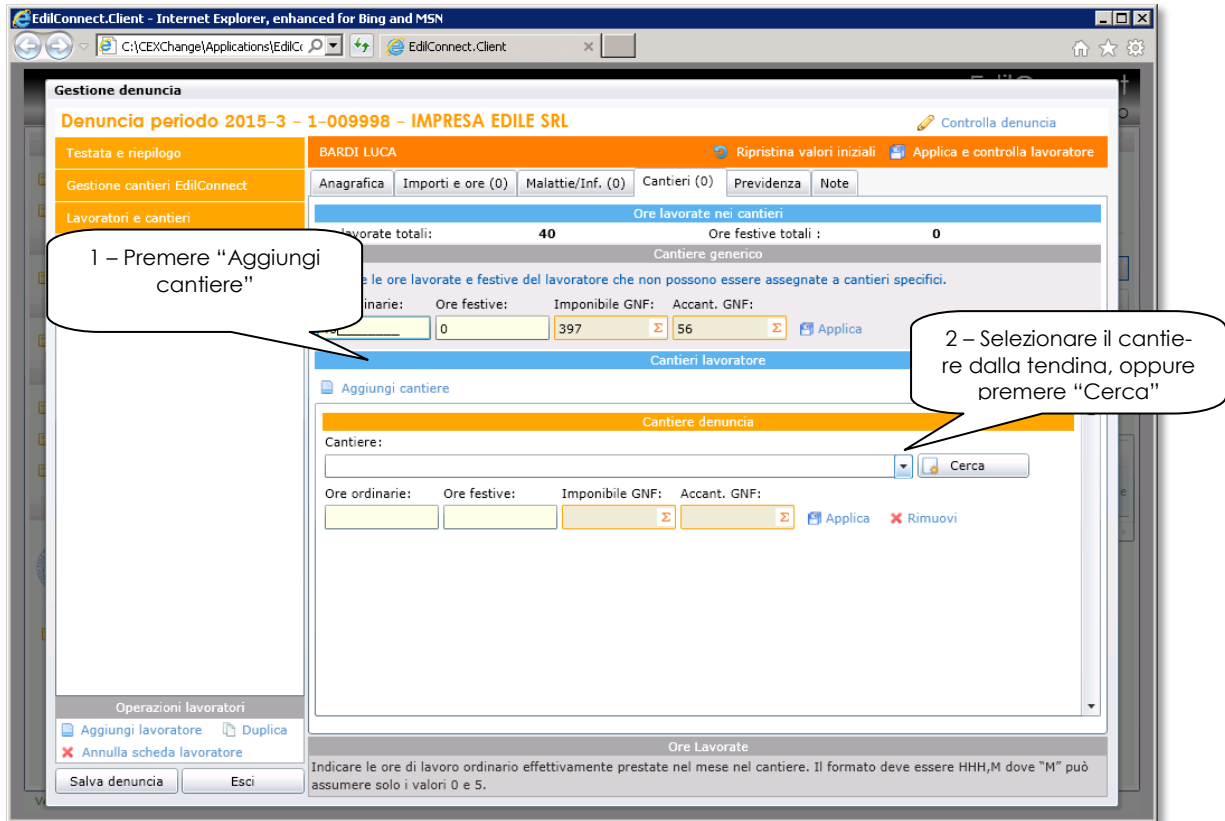 EdilConnect.Client - Internet Explorer, enhanced for Bing and MSN
C:\CEXChange\Applications\EdilCo
EdilConnect.Client
Gestione denuncia
Denuncia periodo 2015-3 - 1-009998 - IMPRESA EDILE SRL
Controlla denuncia
Testata e riepilogo
Gestione cantieri EdilConnect
Lavoratori e cantieri
BARDI LUCA
Ripristina valori iniziali
Applica e controlla lavoratore
Anagrafica
Importi e ore (0)
Malattie/Inf. (0)
Cantieri (0)
Previdenza
Note
Ore lavorate nei cantieri
lavorate totali:
40
Ore festive totali :
0
Cantiere generico
le ore lavorate e festive del lavoratore che non possono essere assegnate a cantieri specifici.
Ore festive:
Imponibile GNF:
Accant. GNF:
0
397
Σ
56
Σ
Applica
1 – Premere “Aggiungi
cantiere”
2 – Selezionare il cantie-
re dalla tendina, oppure
premere “Cerca”
Cantieri lavoratore
Aggiungi cantiere
Cantiere denuncia
Cantiere:
Cerca
Ore ordinarie:
Ore festive:
Imponibile GNF:
Accant. GNF:
Σ
Σ
Applica
Rimuovi
Operazioni lavoratori
Aggiungi lavoratore
Duplica
Annulla scheda lavoratore
Salva denuncia
Esci
Ore Lavorate
Indicare le ore di lavoro ordinario effettivamente prestate nel mese nel cantiere. Il formato deve essere HHH,M dove "M" può
assumere solo i valori 0 e 5.